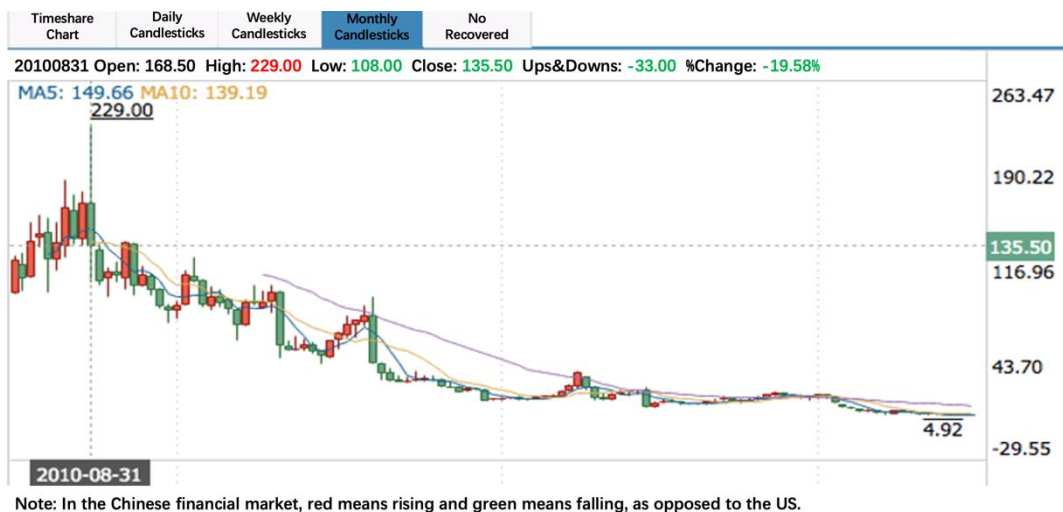 Timeshare Chart Daily Candlesticks Weekly Candlesticks Monthly Candlesticks No Recovered
20100831 Open: 168.50 High: 229.00 Low: 108.00 Close: 135.50 Ups&Downs: -33.00 %Change: -19.58%
MA5: 149.66 MA10: 139.19
229.00
263.47
190.22
135.50
116.96
43.70
4.92
-29.55
2010-08-31
Note: In the Chinese financial market, red means rising and green means falling, as opposed to the US.